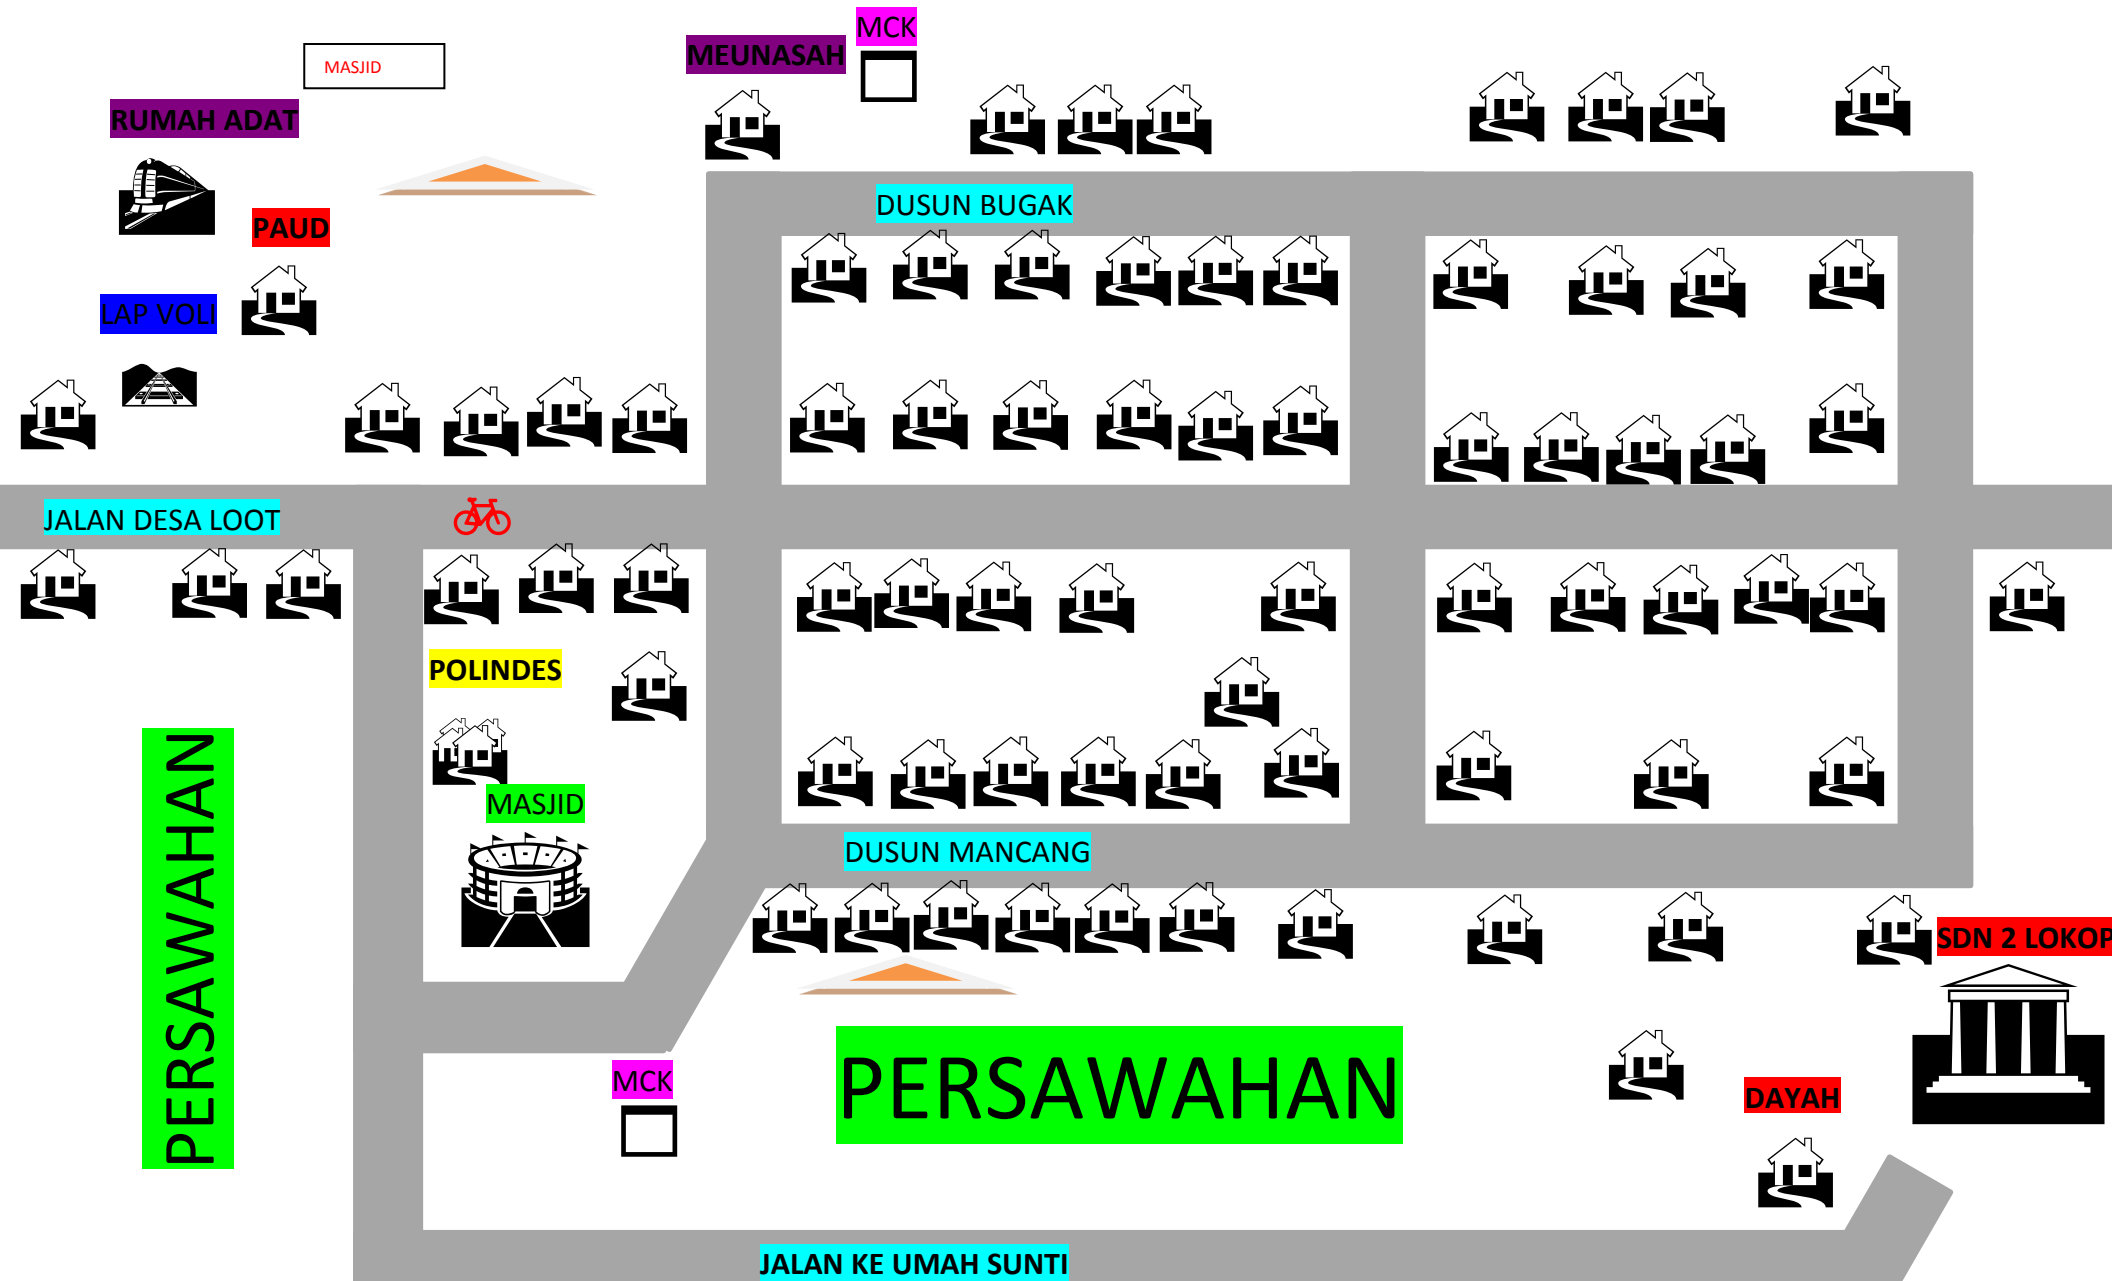 MCK
MEUNASAH
MASJID
RUMAH ADAT
DUSUN BUGAK
PAUD
LAP VOLI
JALAN DESA LOOT
POLINDES
PERSAWAHAN
MASJID
DUSUN MANCANG
SDN 2 LOKOP
PERSAWAHAN
MCK
DAYAH
JALAN KE UMAH SUNTI